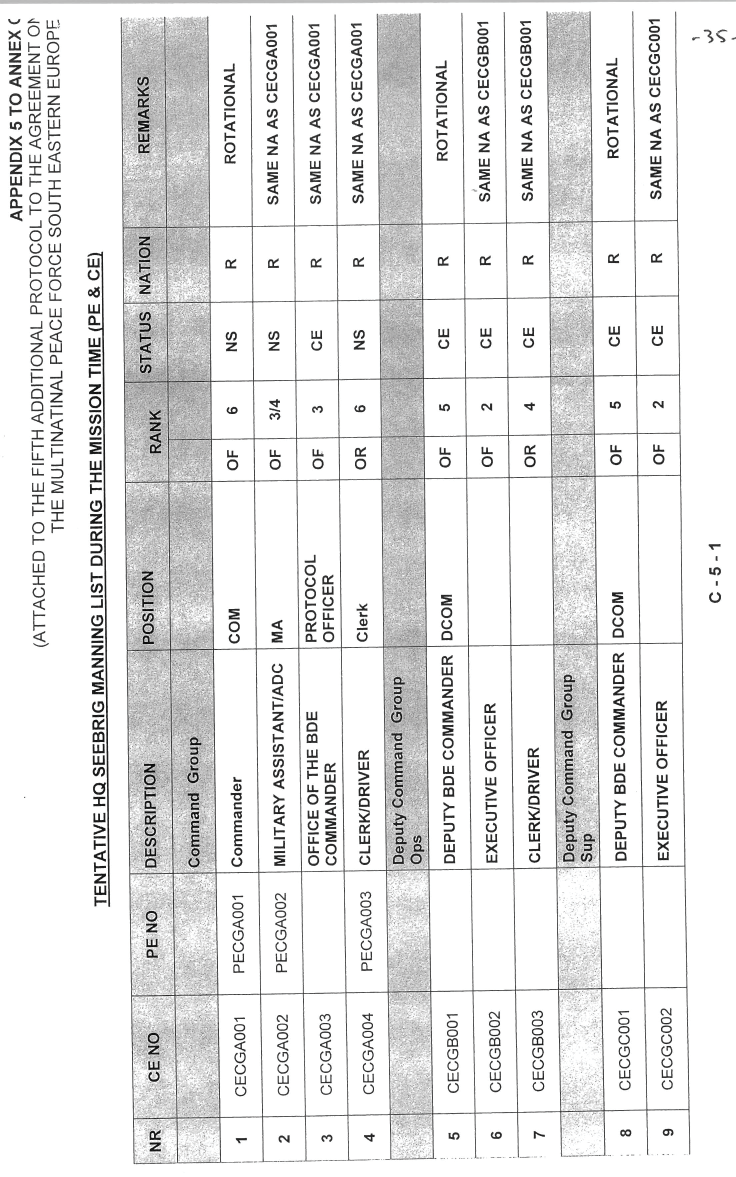 APPENDIX 5 TO ANNEX
(ATTACHED TO THE FIFTH ADDITIONAL PROTOCOL TO THE AGREEMENT ON
THE MULTINATINAL PEACE FORCE SOUTH EASTERN EUROPE
TENTATIVE HQ SEEBRIG MANNING LIST DURING THE MISSION TIME (PE & CE)
NR CE NO PE NO DESCRIPTION POSITION RANK STATUS NATION REMARKS
Command Group
1 CECGA001 PECGA001 Commander COM OF 6 NS R ROTATIONAL
2 CECGA002 PECGA002 MILITARY ASSISTANT/ADC MA OF 3/4 NS R SAME NA AS CECGA001
3 CECGA003 OFFICE OF THE BDE COMMANDER PROTOCOL OFFICER OF 3 CE R SAME NA AS CECGA001
4 CECGA004 PECGA003 CLERK/DRIVER Clerk OR 6 NS R SAME NA AS CECGA001
Deputy Command Group
Ops
5 CECGB001 DEPUTY BDE COMMANDER DCOM OF 5 CE R ROTATIONAL
6 CECGB002 EXECUTIVE OFFICER OF 2 CE R SAME NA AS CECGB001
7 CECGB003 CLERK/DRIVER OR 4 CE R SAME NA AS CECGB001
Deputy Command Group
Sup
8 CECGC001 DEPUTY BDE COMMANDER DCOM OF 5 CE R ROTATIONAL
9 CECGC002 EXECUTIVE OFFICER OF 2 CE R SAME NA AS CECGC001
C - 5 - 1
-35-